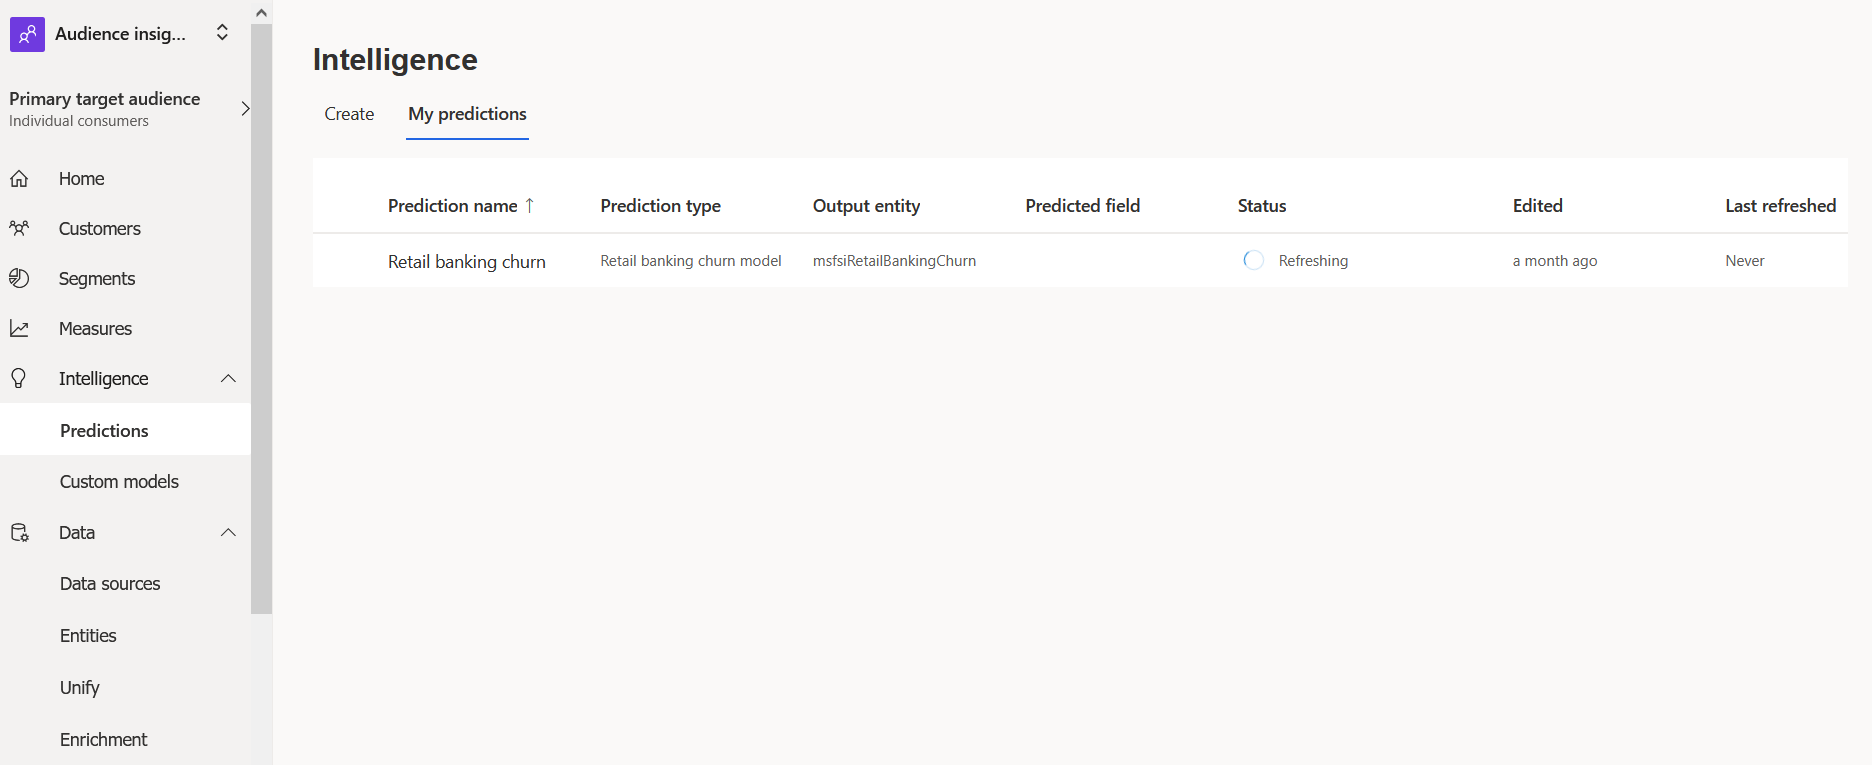 Audience insig...
Primary target audience
Individual consumers
Home
Customers
Segments
Measures
Intelligence
Predictions
Custom models
Data
Data sources
Entities
Unify
Enrichment
Intelligence
Create My predictions
Prediction name ↑ Prediction type Output entity Predicted field Status Edited Last refreshed
Retail banking churn Retail banking churn model msfsiRetailBankingChurn Refreshing a month ago Never